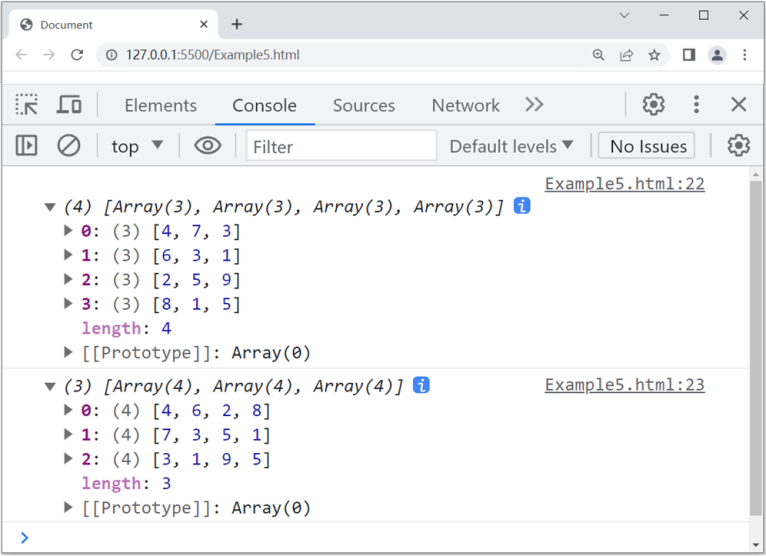 Document
127.0.0.1:5500/Example5.html
Elements Console Sources Network
top Filter Default levels No Issues
Example5.html:22
(4) [Array(3), Array(3), Array(3), Array(3)] i
0: (3) [4, 7, 3]
1: (3) [6, 3, 1]
2: (3) [2, 5, 9]
3: (3) [8, 1, 5]
length: 4
[[Prototype]]: Array(0)
(3) [Array(4), Array(4), Array(4)] i Example5.html:23
0: (4) [4, 6, 2, 8]
1: (4) [7, 3, 5, 1]
2: (4) [3, 1, 9, 5]
length: 3
[[Prototype]]: Array(0)